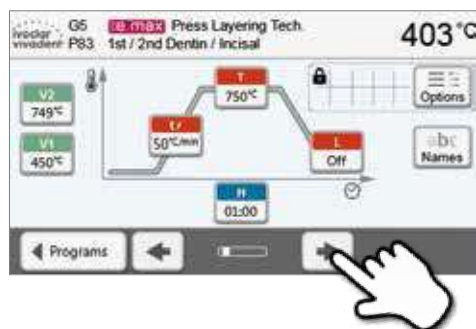 ivoclar G5 e.max Press Layering Tech. 403 °C
vivadent P83 1st / 2nd Dentin / Incisal
V2
749°C
T
750°C
Options
V1
450°C
t↗
50°C/min
L
Off
abc
Names
H
01:00
Programs